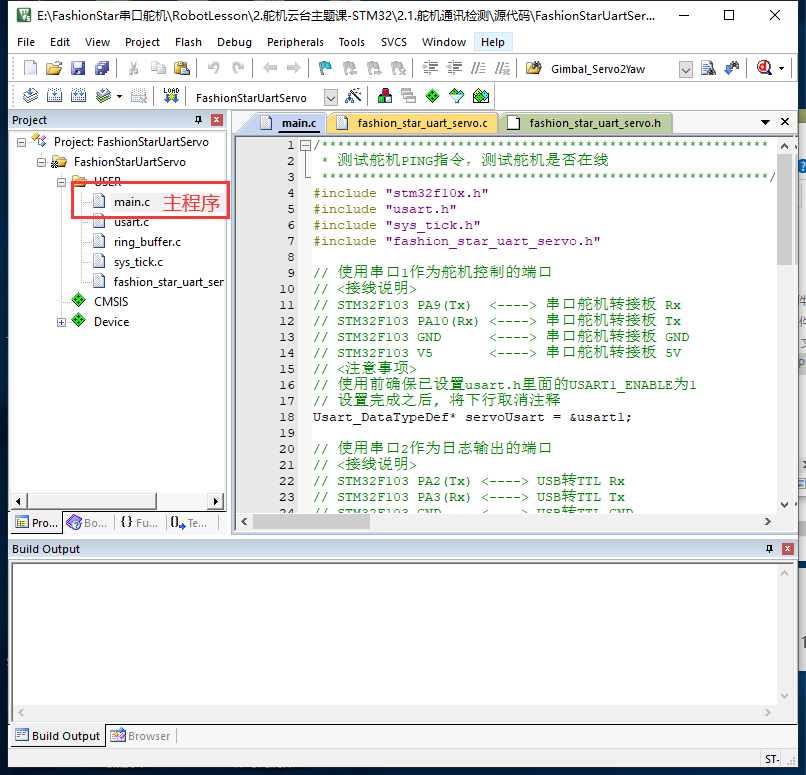 E:\FashionStar串口舵机\RobotLesson\2.舵机云台主题课-STM32\2.1.舵机通讯检测\源代码\FashionStarUartSer...
File Edit View Project Flash Debug Peripherals Tools SVCS Window Help
Gimbal_Servo2Yaw
LOAD
FashionStarUartServo
Project
main.c fashion_star_uart_servo.c fashion_star_uart_servo.h
Project: FashionStarUartServo
FashionStarUartServo
USER
main.c 主程序
usart.c
ring_buffer.c
sys_tick.c
fashion_star_uart_ser
CMSIS
Device
1 /******************************************************
2 * 测试舵机PING指令，测试舵机是否在线
3 ******************************************************/
4 #include "stm32f10x.h"
5 #include "usart.h"
6 #include "sys_tick.h"
7 #include "fashion_star_uart_servo.h"
8
9 // 使用串口1作为舵机控制的端口
10 // <接线说明>
11 // STM32F103 PA9(Tx)  <----> 串口舵机转接板 Rx
12 // STM32F103 PA10(Rx) <----> 串口舵机转接板 Tx
13 // STM32F103 GND      <----> 串口舵机转接板 GND
14 // STM32F103 V5       <----> 串口舵机转接板 5V
15 // <注意事项>
16 // 使用前确保已设置usart.h里面的USART1_ENABLE为1
17 // 设置完成之后, 将下行取消注释
18 Usart_DataTypeDef* servoUsart = &usart1;
19
20 // 使用串口2作为日志输出的端口
21 // <接线说明>
22 // STM32F103 PA2(Tx) <----> USB转TTL Rx
23 // STM32F103 PA3(Rx) <----> USB转TTL Tx
24 // STM32F103 GND     <----> USB转TTL GND
Pro... Bo... {} Fu... Te...
Build Output
Build Output Browser
ST-